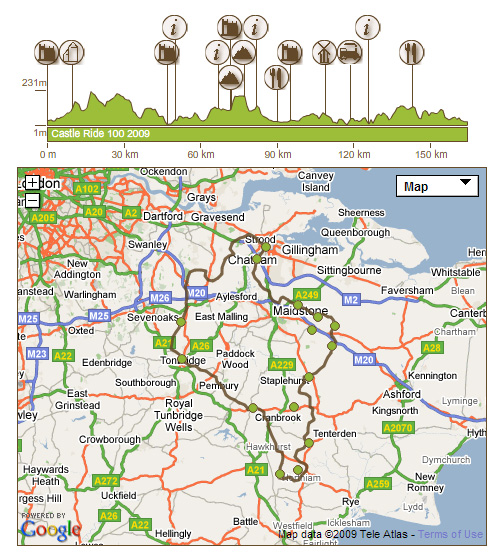 231m
1m
Castle Ride 100 2009
0 m
30 km
60 km
90 km
120 km
150 km
Ockendon
Canvey
Island
Map
London
A102
Grays
A20
A2
Gravesend
Sheerness
A205
Dartford
Queenborough
Swanley
Strood
Gillingham
Chatham
New
Addington
Sittingbourne
Whitstable
Warlingham
M26
M20
Aylesford
A249
M2
Faversham
Blean
M25
M25
Sevenoaks
East Malling
Maidstone
Oxted
Chartham
M23
A22
A21
A26
Paddock
Wood
A229
M20
A28
Edenbridge
Tonbridge
Southborough
Pembury
Staplehurst
Kennington
Ashford
Lyminge
East
Grinstead
Royal
Tunbridge
Wells
Cranbrook
Kingsnorth
A2070
Crowborough
Tenterden
Hawkhurst
Haywards
Heath
A272
A21
Dymchurch
A259
New
Romney
Uckfield
Rye
Lydd
A26
A22
Battle
Westfield
Icklesham
Hellingly
Fairlight
POWERED BY
Google
Map data ©2009 Tele Atlas - Terms of Use